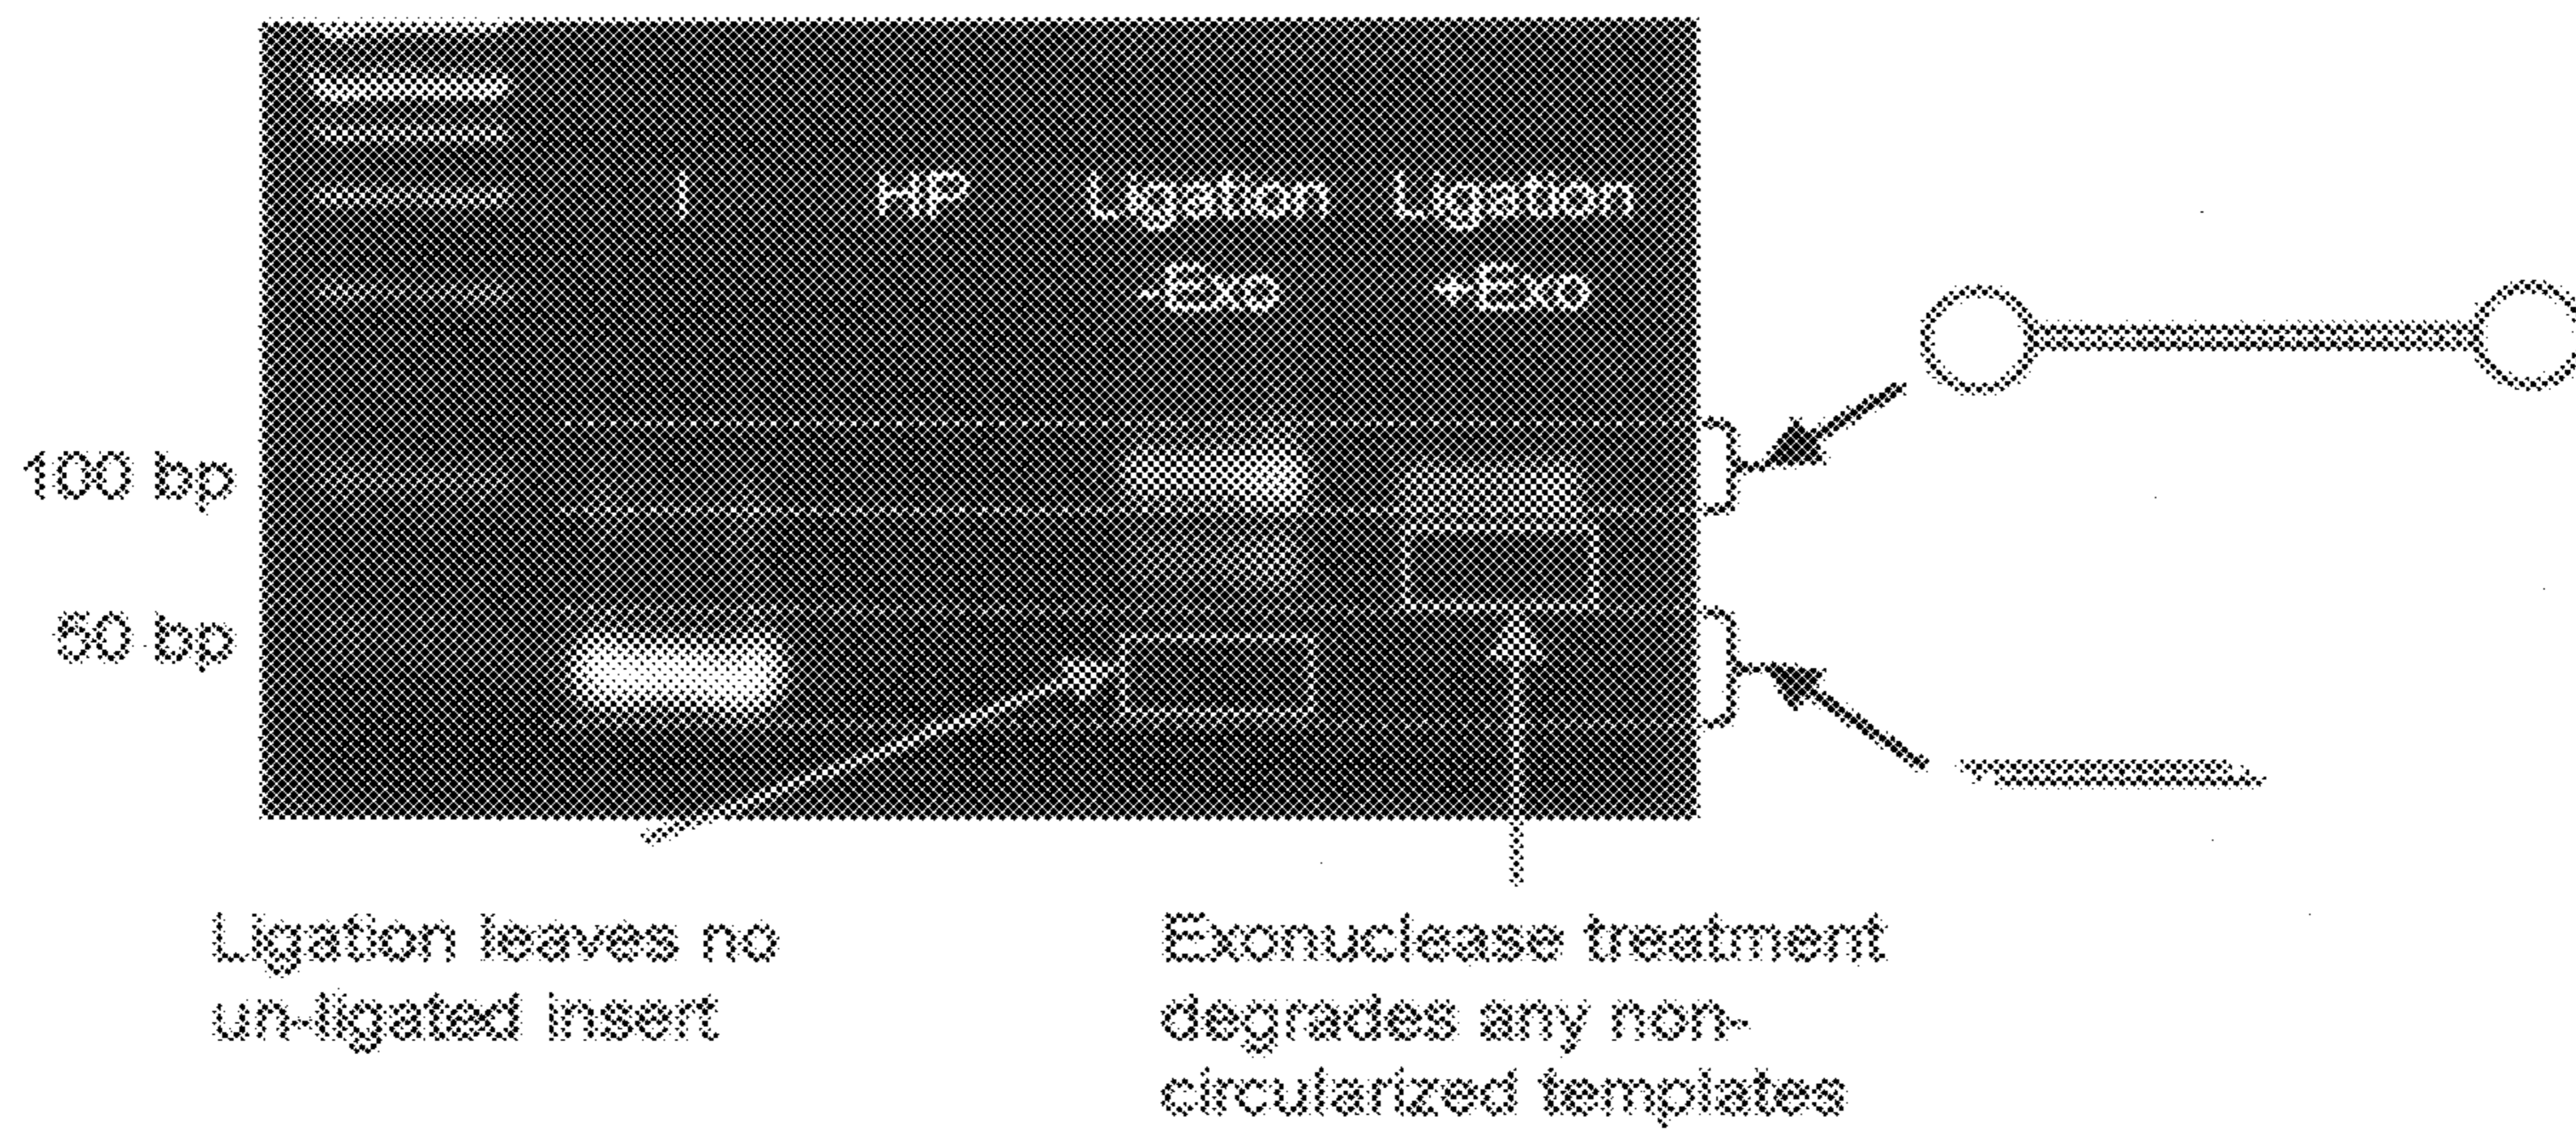 I HP Ligation Ligation
-Exo +Exo
100 bp
50 bp
Ligation leaves no
un-ligated insert
Exonuclease treatment
degrades any non-
circularized templates